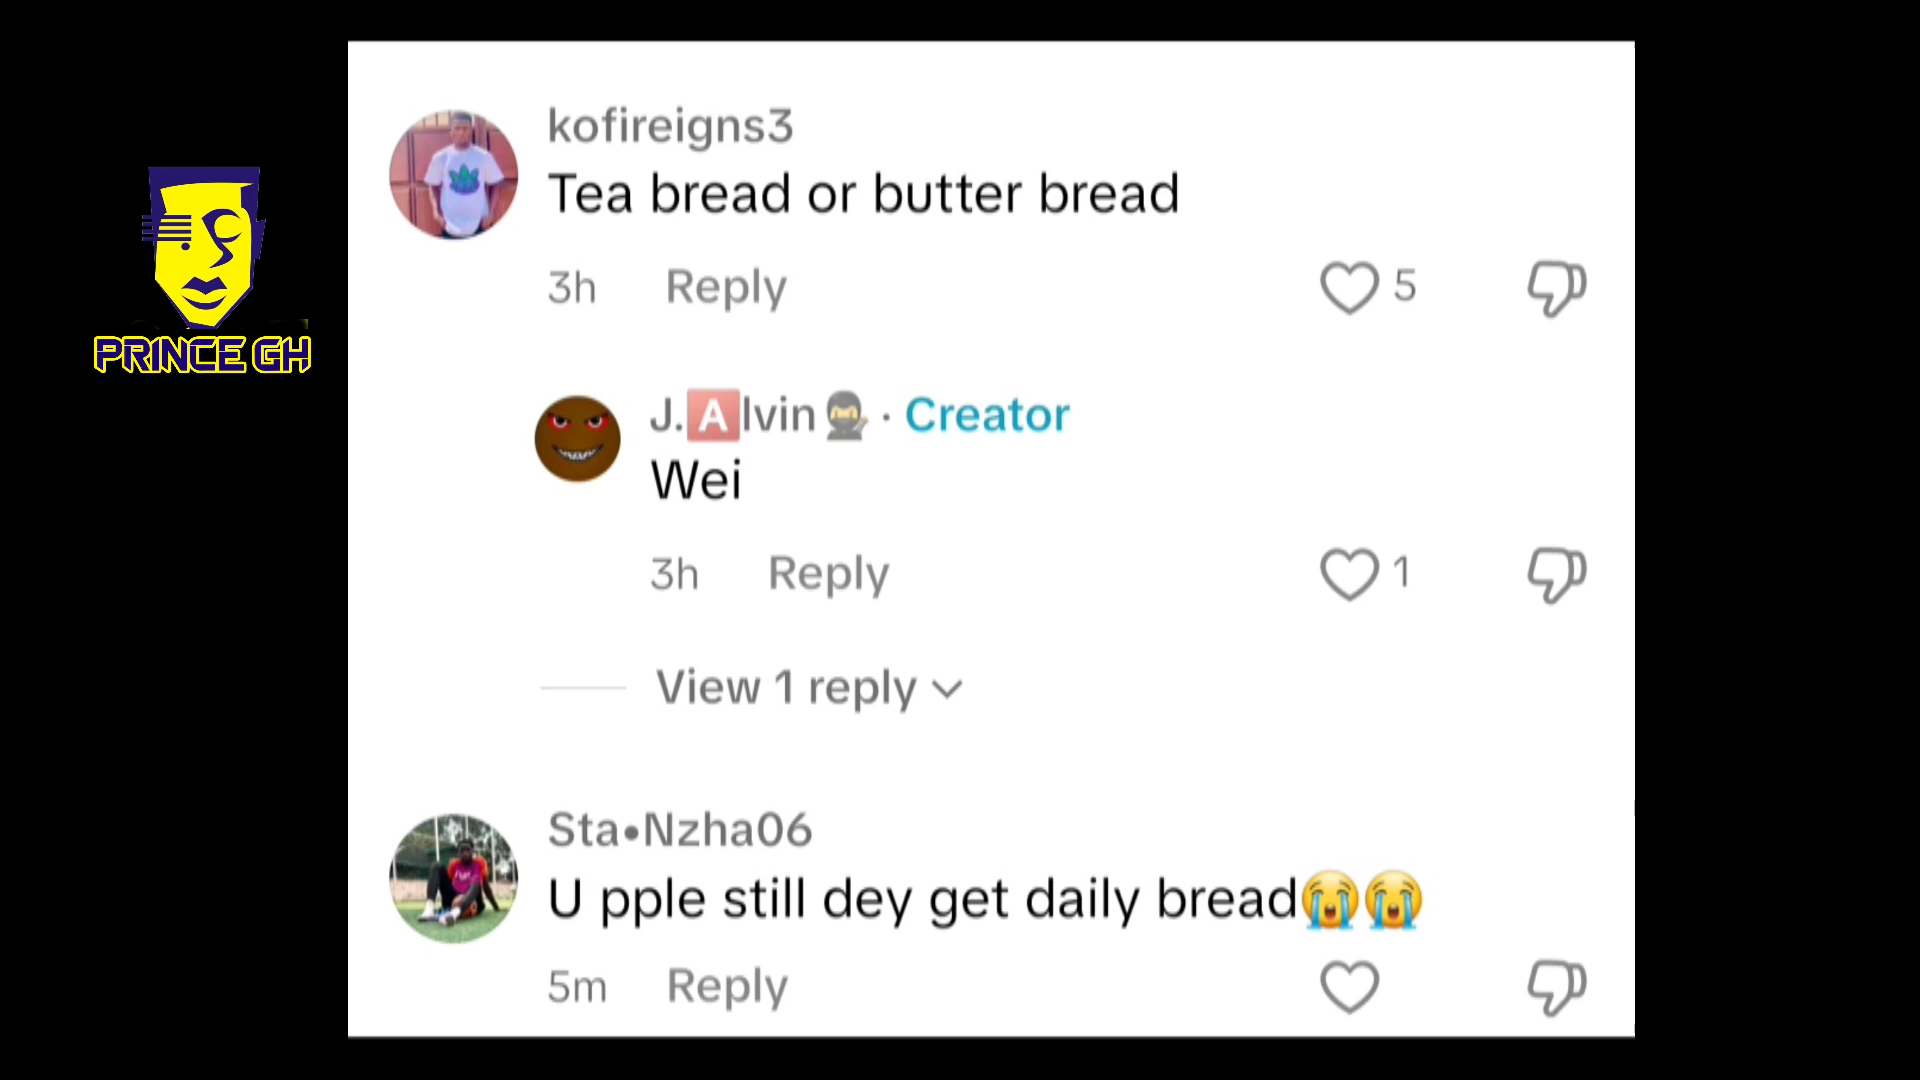 kofireigns3
Tea bread or butter bread
3h Reply 5
PRINCE GH
J.🅰️lvin🥷 · Creator
Wei
3h Reply 1
View 1 reply
Sta•Nzha06
U pple still dey get daily bread😭😭
5m Reply